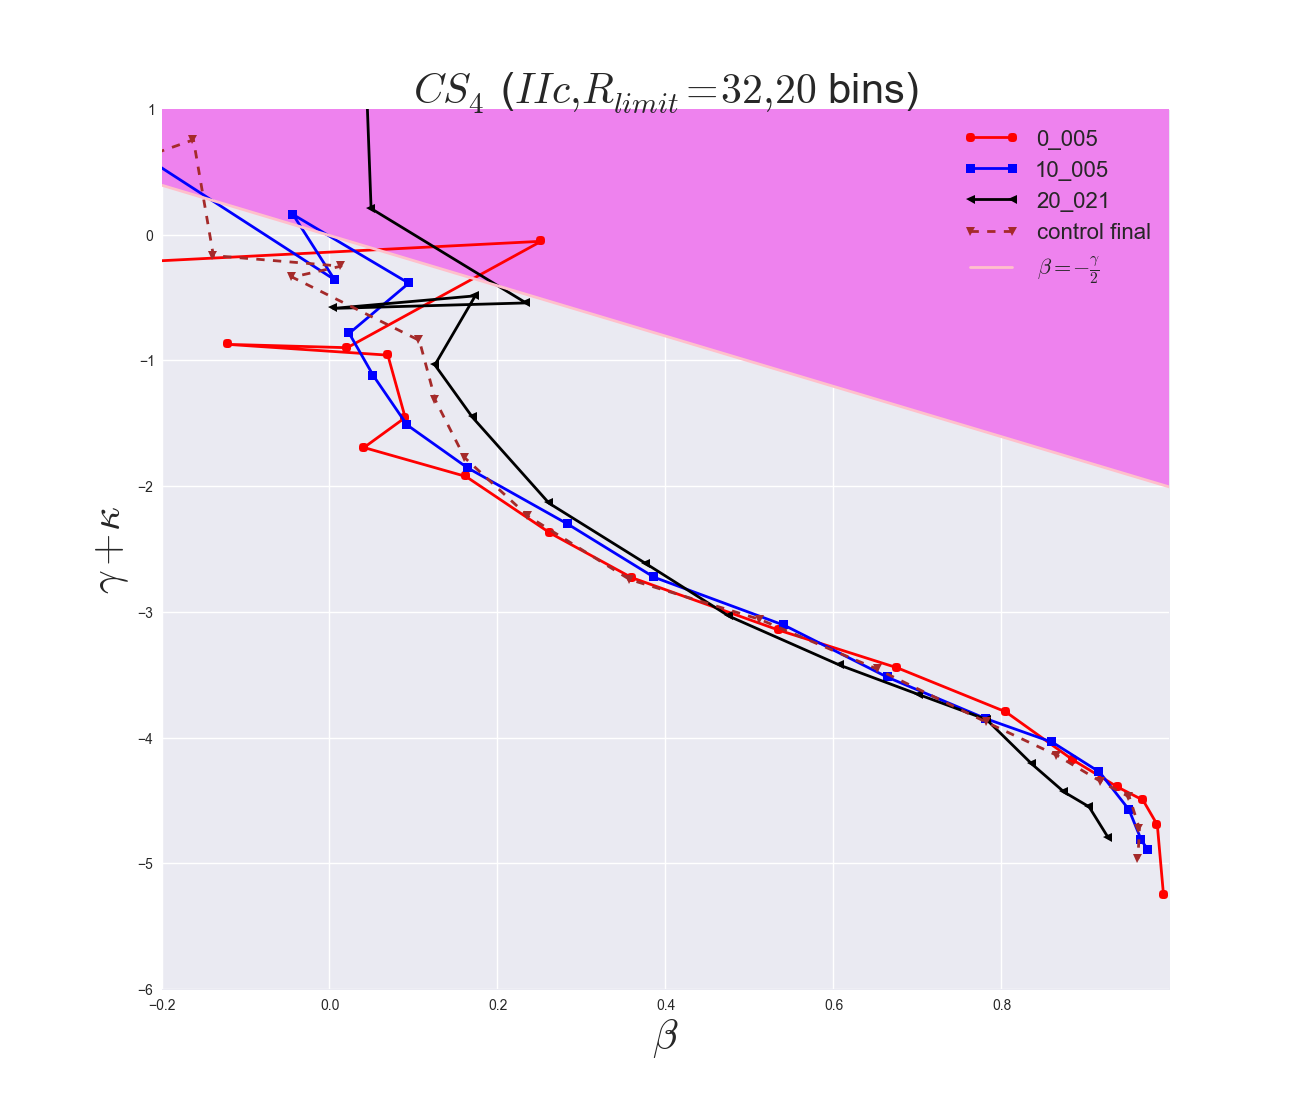 CS₄ (IIc,R_limit=32,20 bins)
0_005
10_005
20_021
control final
β=−γ/2
γ+κ
1
0
−1
−2
−3
−4
−5
−6
−0.2 0.0 0.2 0.4 0.6 0.8
β